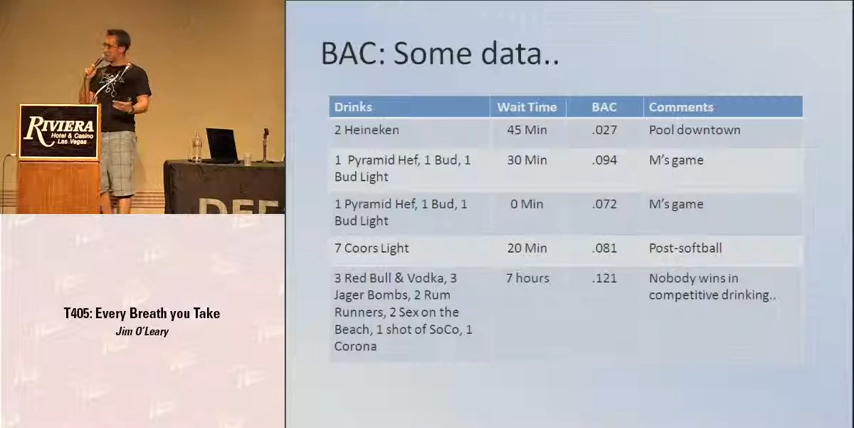 BAC: Some data..
Drinks Wait Time BAC Comments
2 Heineken 45 Min .027 Pool downtown
1 Pyramid Hef, 1 Bud, 1 30 Min .094 M's game
Bud Light
1 Pyramid Hef, 1 Bud, 1 0 Min .072 M's game
Bud Light
7 Coors Light 20 Min .081 Post-softball
3 Red Bull & Vodka, 3 7 hours .121 Nobody wins in
Jager Bombs, 2 Rum competitive drinking..
Runners, 2 Sex on the
Beach, 1 shot of SoCo, 1
Corona
RIVIERA
Hotel & Casino
Las Vegas
T405: Every Breath you Take
Jim O'Leary